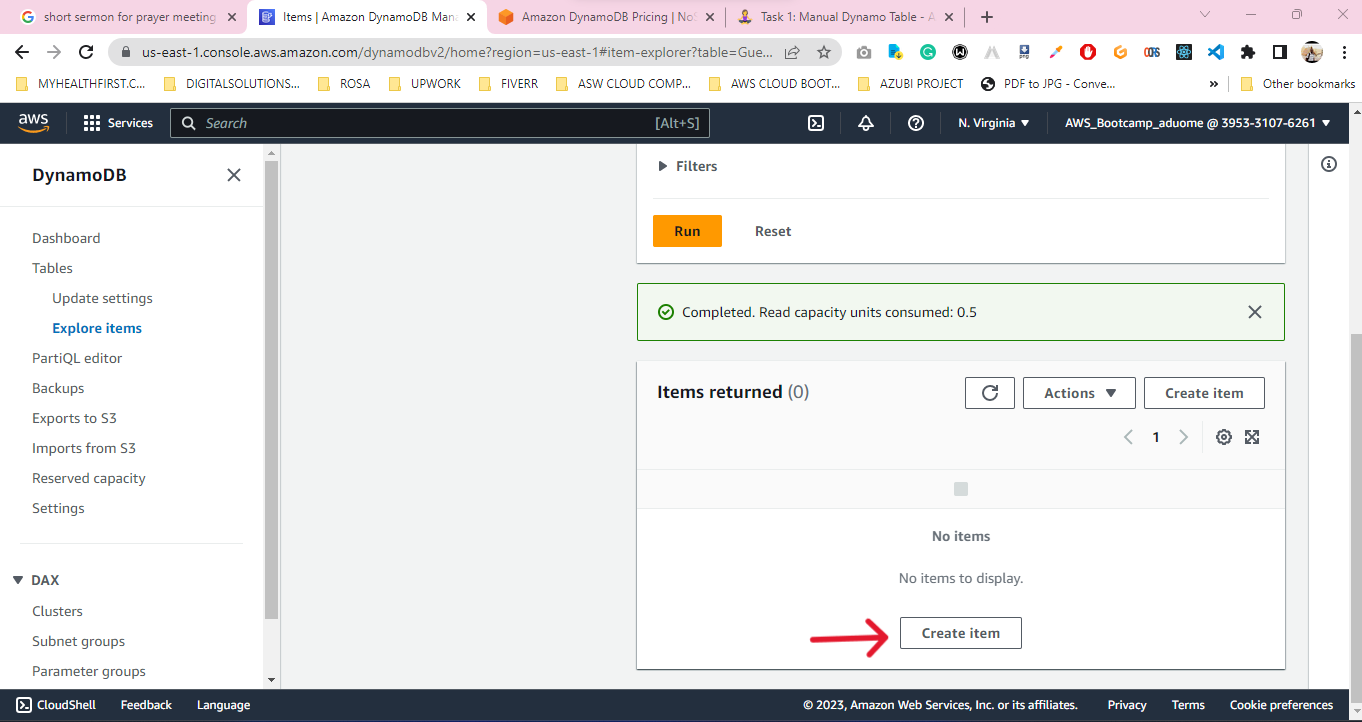 short sermon for prayer meeting
Items | Amazon DynamoDB Man
Amazon DynamoDB Pricing | NoS
Task 1: Manual Dynamo Table - A
us-east-1.console.aws.amazon.com/dynamodbv2/home?region=us-east-1#item-explorer?table=Gue...
MYHEALTHFIRST.C...
DIGITALSOLUTIONS...
ROSA
UPWORK
FIVERR
ASW CLOUD COMP...
AWS CLOUD BOOT...
AZUBI PROJECT
PDF to JPG - Conve...
»
Other bookmarks
aws
Services
Search
[Alt+S]
N. Virginia
AWS_Bootcamp_aduome @ 3953-3107-6261
DynamoDB
Dashboard
Tables
Update settings
Explore items
PartiQL editor
Backups
Exports to S3
Imports from S3
Reserved capacity
Settings
DAX
Clusters
Subnet groups
Parameter groups
Filters
Run
Reset
Completed. Read capacity units consumed: 0.5
Items returned (0)
Actions
Create item
1
No items
No items to display.
Create item
CloudShell
Feedback
Language
© 2023, Amazon Web Services, Inc. or its affiliates.
Privacy
Terms
Cookie preferences